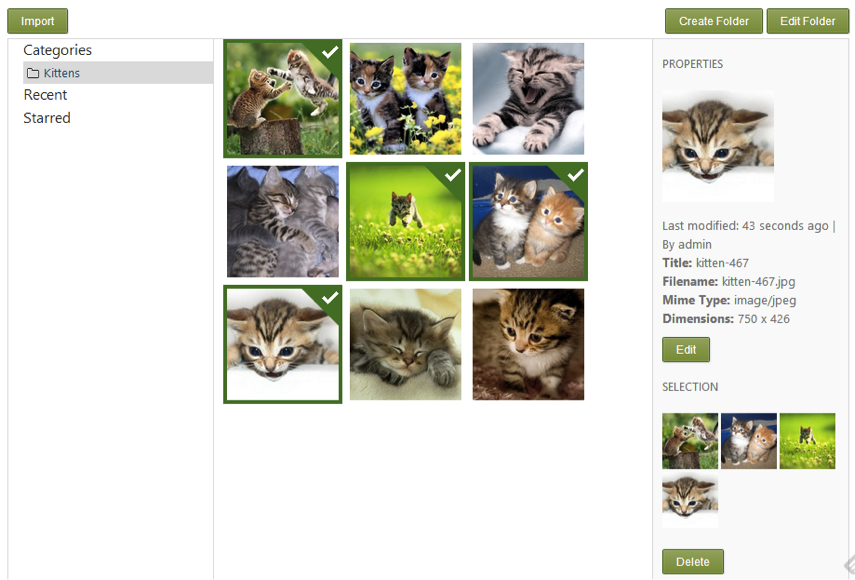 Import
Create Folder
Edit Folder
Categories
Kittens
Recent
Starred
PROPERTIES
Last modified: 43 seconds ago |
By admin
Title: kitten-467
Filename: kitten-467.jpg
Mime Type: image/jpeg
Dimensions: 750 x 426
Edit
SELECTION
Delete